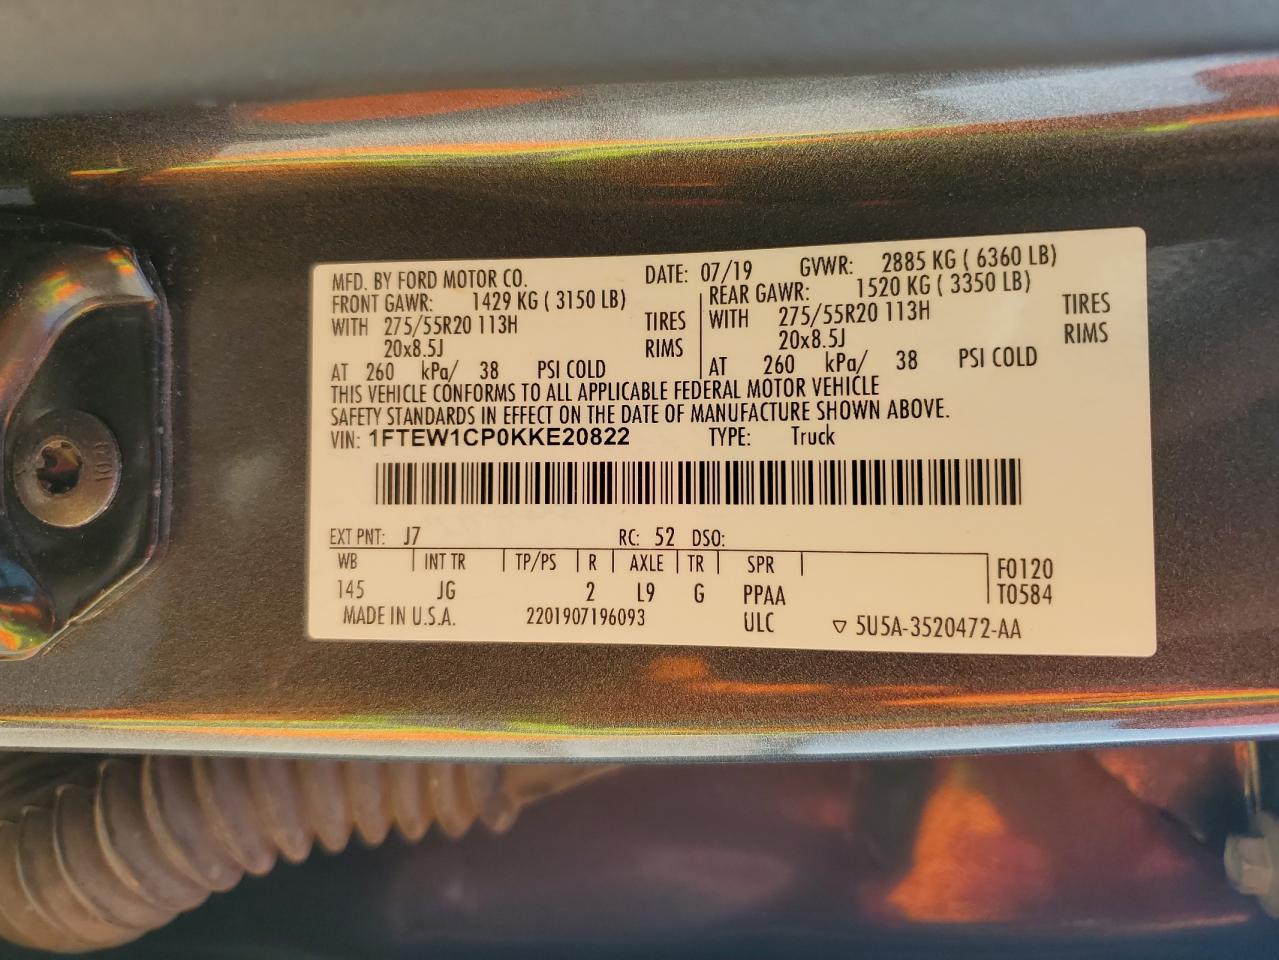 MFD. BY FORD MOTOR CO. DATE: 07/19 GVWR: 2885 KG ( 6360 LB)
FRONT GAWR: 1429 KG ( 3150 LB) REAR GAWR: 1520 KG ( 3350 LB)
WITH 275/55R20 113H TIRES WITH 275/55R20 113H TIRES
20x8.5J RIMS 20x8.5J RIMS
AT 260 kPa/ 38 PSI COLD AT 260 kPa/ 38 PSI COLD
THIS VEHICLE CONFORMS TO ALL APPLICABLE FEDERAL MOTOR VEHICLE
SAFETY STANDARDS IN EFFECT ON THE DATE OF MANUFACTURE SHOWN ABOVE.
VIN: 1FTEW1CP0KKE20822 TYPE: Truck
EXT PNT: J7 RC: 52 DSO:
WB INT TR TP/PS R AXLE TR SPR F0120
145 JG 2 L9 G PPAA T0584
MADE IN U.S.A. 2201907196093 ULC ▽ 5U5A-3520472-AA